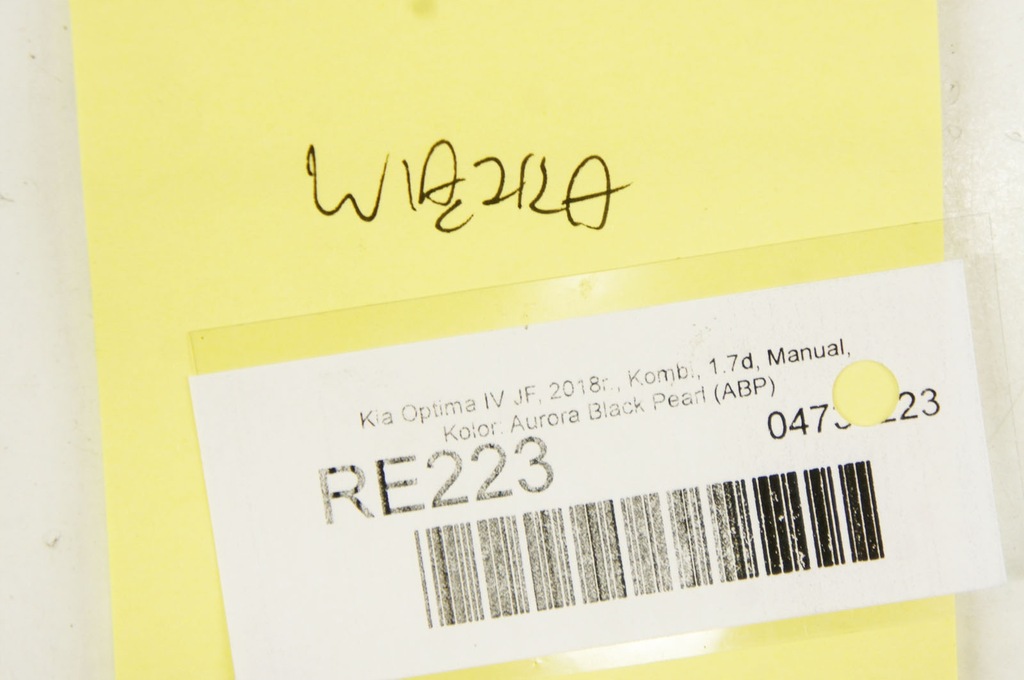 WIĄZKA
Kia Optima IV JF, 2018r., Kombi, 1.7d, Manual,
Kolor: Aurora Black Pearl (ABP)
RE223